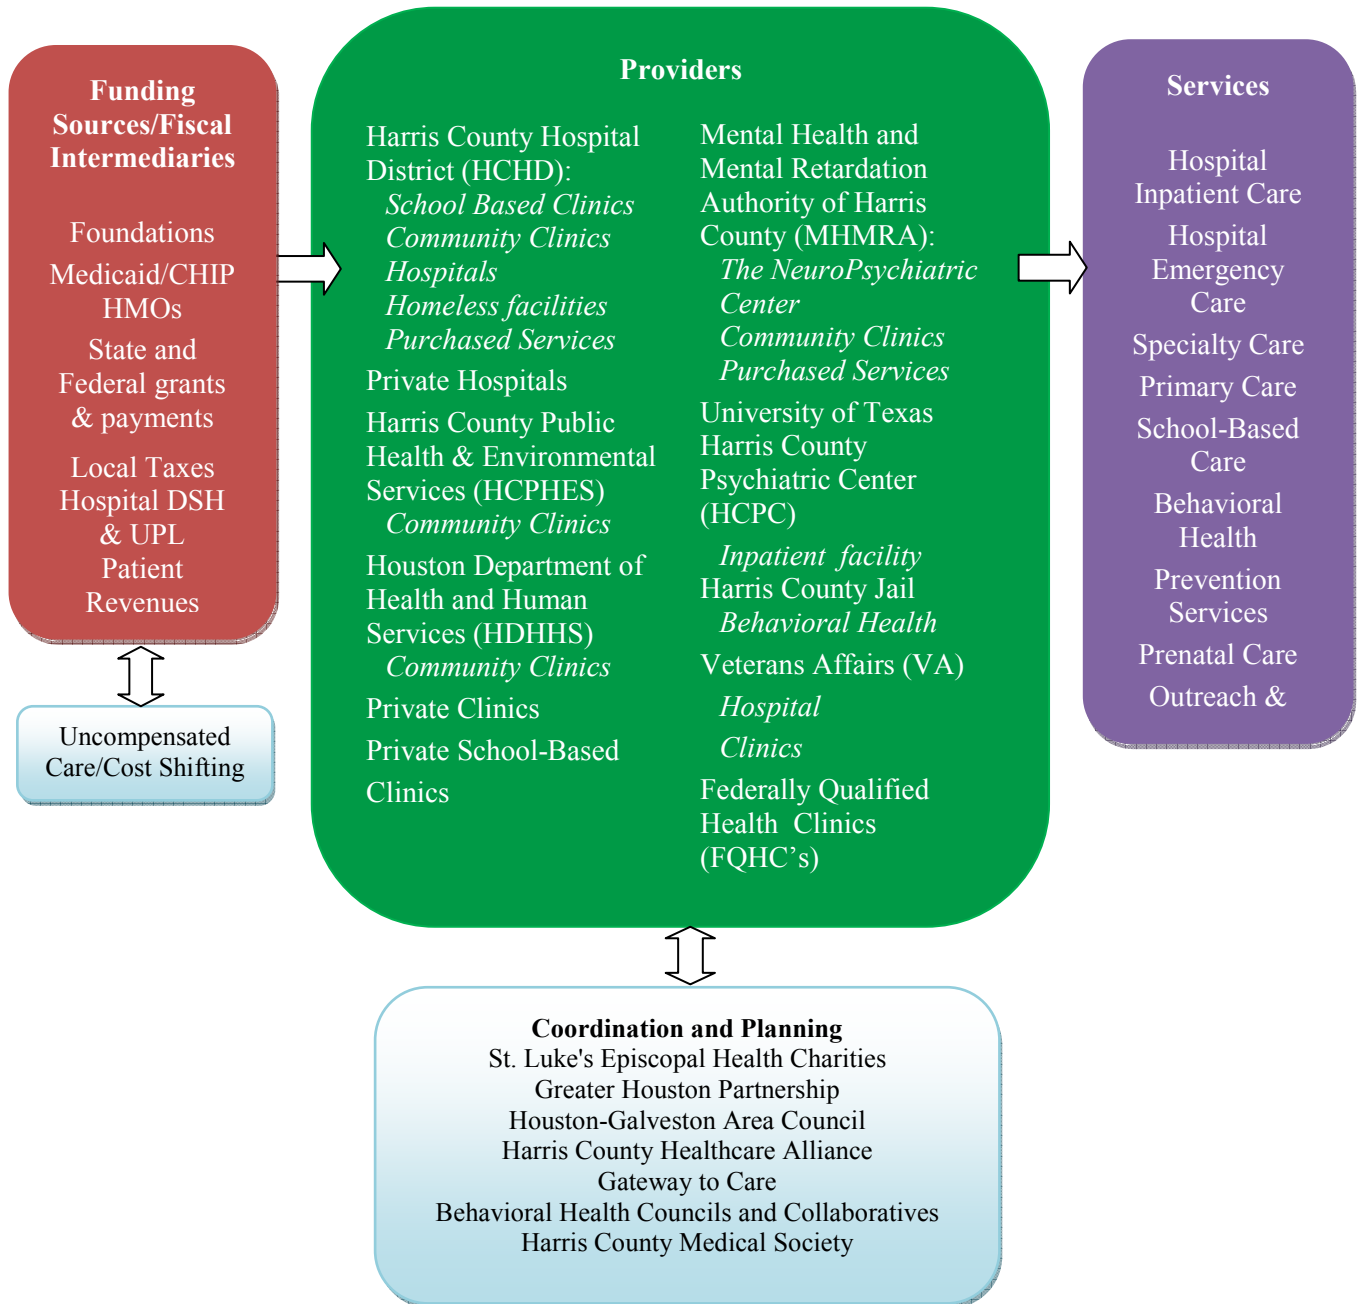 Funding
Sources/Fiscal
Intermediaries
Foundations
Medicaid/CHIP
HMOs
State and
Federal grants
& payments
Local Taxes
Hospital DSH
& UPL
Patient
Revenues
Uncompensated
Care/Cost Shifting
Providers
Harris County Hospital
District (HCHD):
School Based Clinics
Community Clinics
Hospitals
Homeless facilities
Purchased Services
Private Hospitals
Harris County Public
Health & Environmental
Services (HCPHES)
Community Clinics
Houston Department of
Health and Human
Services (HDHHS)
Community Clinics
Private Clinics
Private School-Based
Clinics
Mental Health and
Mental Retardation
Authority of Harris
County (MHMRA):
The NeuroPsychiatric
Center
Community Clinics
Purchased Services
University of Texas
Harris County
Psychiatric Center
(HCPC)
Inpatient facility
Harris County Jail
Behavioral Health
Veterans Affairs (VA)
Hospital
Clinics
Federally Qualified
Health Clinics
(FQHC’s)
Services
Hospital
Inpatient Care
Hospital
Emergency
Care
Specialty Care
Primary Care
School-Based
Care
Behavioral
Health
Prevention
Services
Prenatal Care
Outreach &
Coordination and Planning
St. Luke's Episcopal Health Charities
Greater Houston Partnership
Houston-Galveston Area Council
Harris County Healthcare Alliance
Gateway to Care
Behavioral Health Councils and Collaboratives
Harris County Medical Society